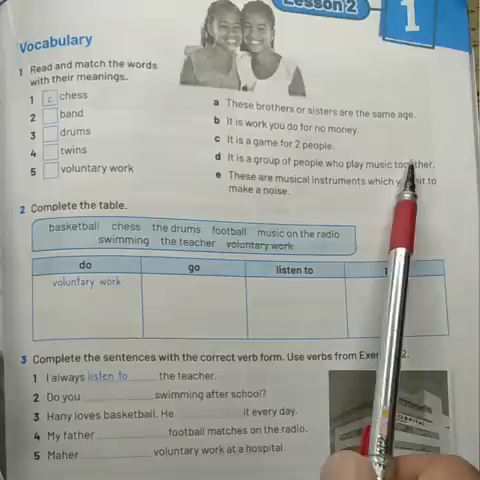 Lesson 2
1
Vocabulary
1 Read and match the words
with their meanings.
1 c chess
2 band
3 drums
4 twins
5 voluntary work
a These brothers or sisters are the same age.
b It is work you do for no money.
c It is a game for 2 people.
d It is a group of people who play music together.
e These are musical instruments which hit to
make a noise.
2 Complete the table.
basketball chess the drums football music on the radio
swimming the teacher voluntary work
do go listen to
voluntary work
3 Complete the sentences with the correct verb form. Use verbs from 2.
1 I always listen to the teacher.
2 Do you swimming after school?
3 Hany loves basketball. He it every day.
4 My father football matches on the radio.
5 Maher voluntary work at a hospital.
HOSPITAL